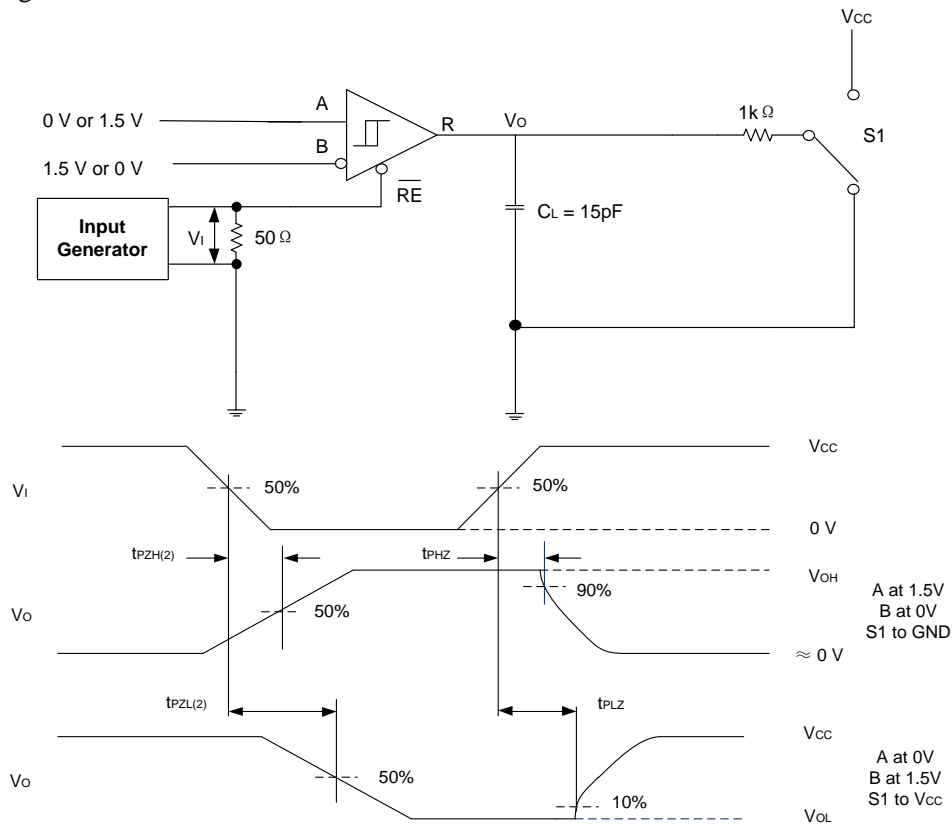 VCC
1kΩ
0 V or 1.5 V
A
R
VO
S1
1.5 V or 0 V
B
RE
CL = 15pF
Input
Generator
VI
50Ω
VI
50%
50%
VCC
0 V
tPZH(2)
tPHZ
VO
50%
90%
VOH
≈ 0 V
A at 1.5V
B at 0V
S1 to GND
tPZL(2)
tPLZ
VO
50%
10%
VCC
VOL
A at 0V
B at 1.5V
S1 to VCC